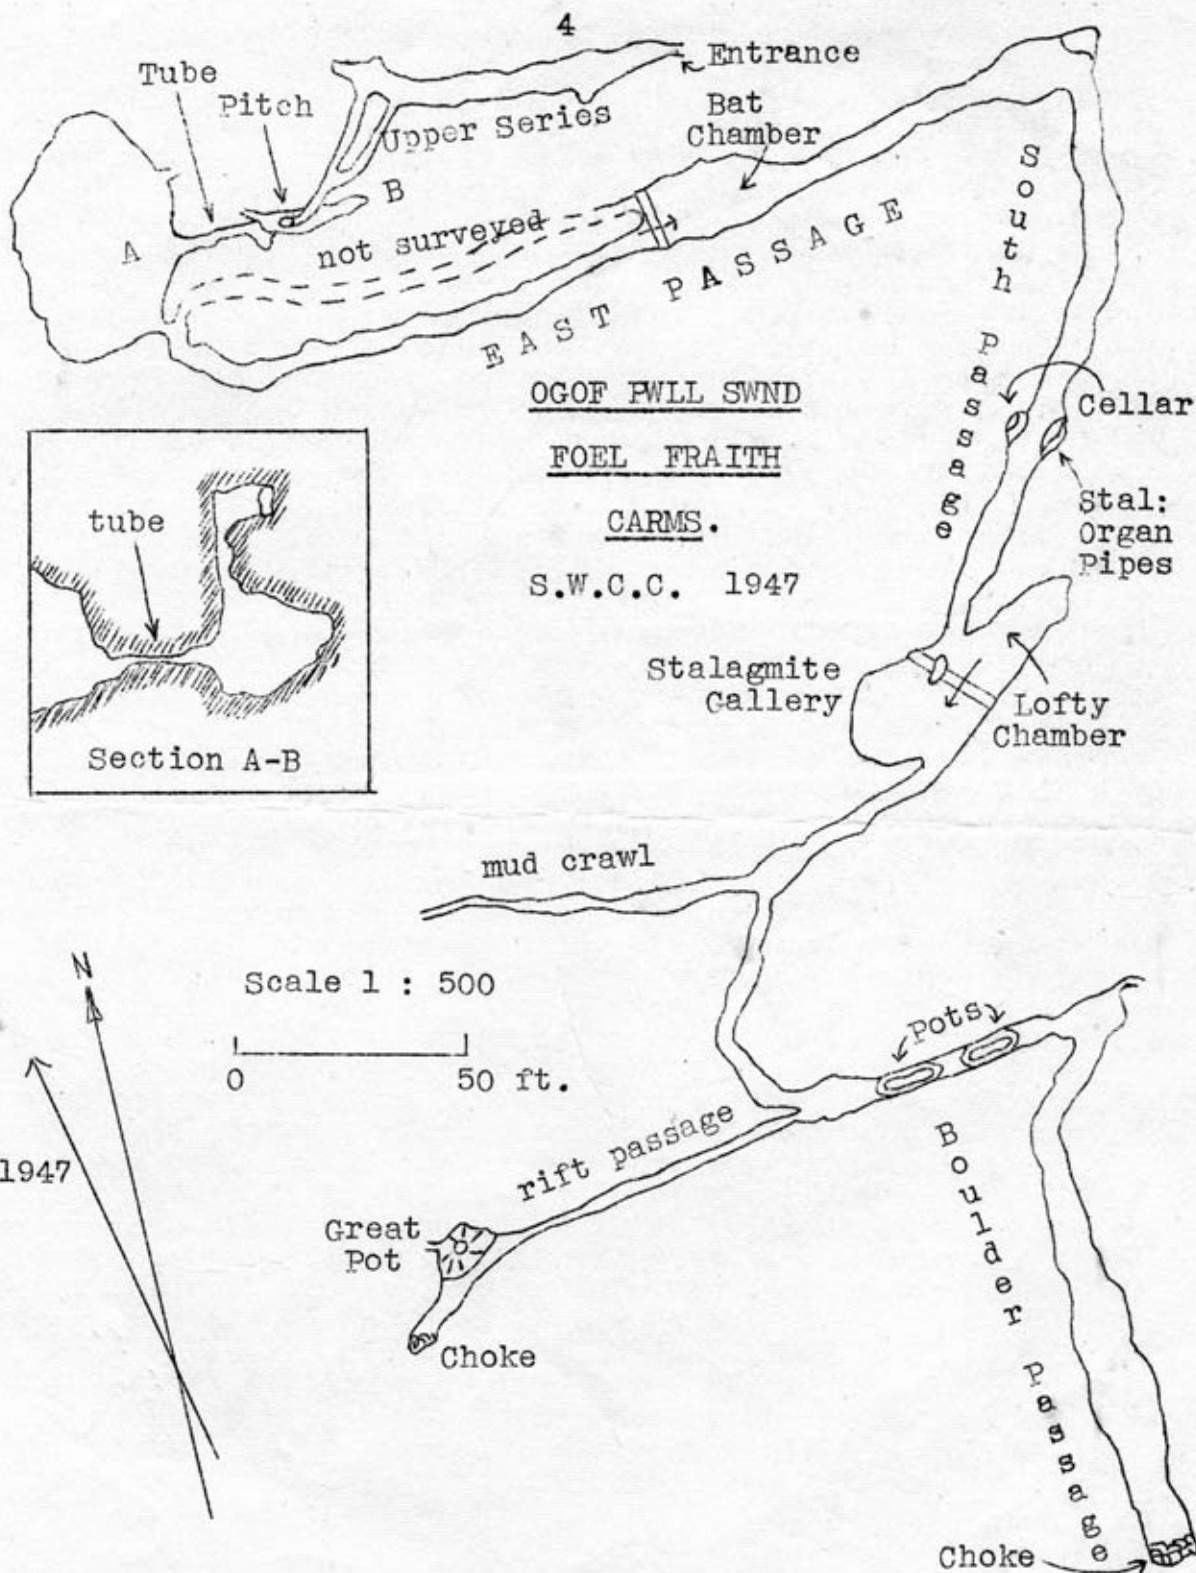 4
Tube
Pitch
Entrance
Upper Series
Bat
Chamber
A
B
not surveyed
EAST PASSAGE
South Passage
OGOF PWLL SWND
FOEL FRAITH
CARMS.
S.W.C.C. 1947
Cellar
Stal:
Organ
Pipes
tube
Section A-B
Stalagmite
Gallery
Lofty
Chamber
mud crawl
N
Scale 1 : 500
0 50 ft.
Pots
1947
rift passage
Great
Pot
Choke
Boulder Passage
Choke